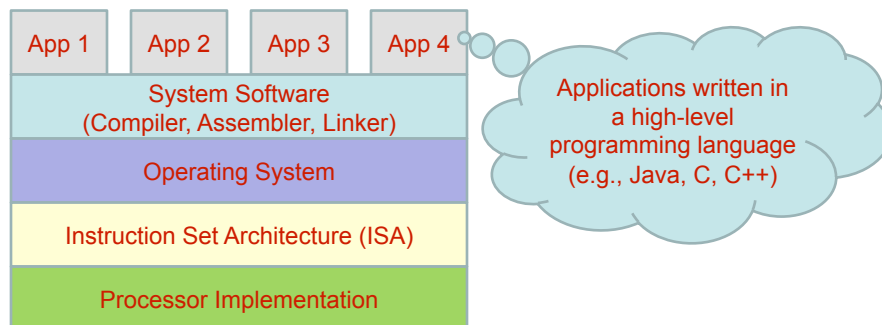 App 1
App 2
App 3
App 4
System Software
(Compiler, Assembler, Linker)
Operating System
Instruction Set Architecture (ISA)
Processor Implementation
Applications written in
a high-level
programming language
(e.g., Java, C, C++)